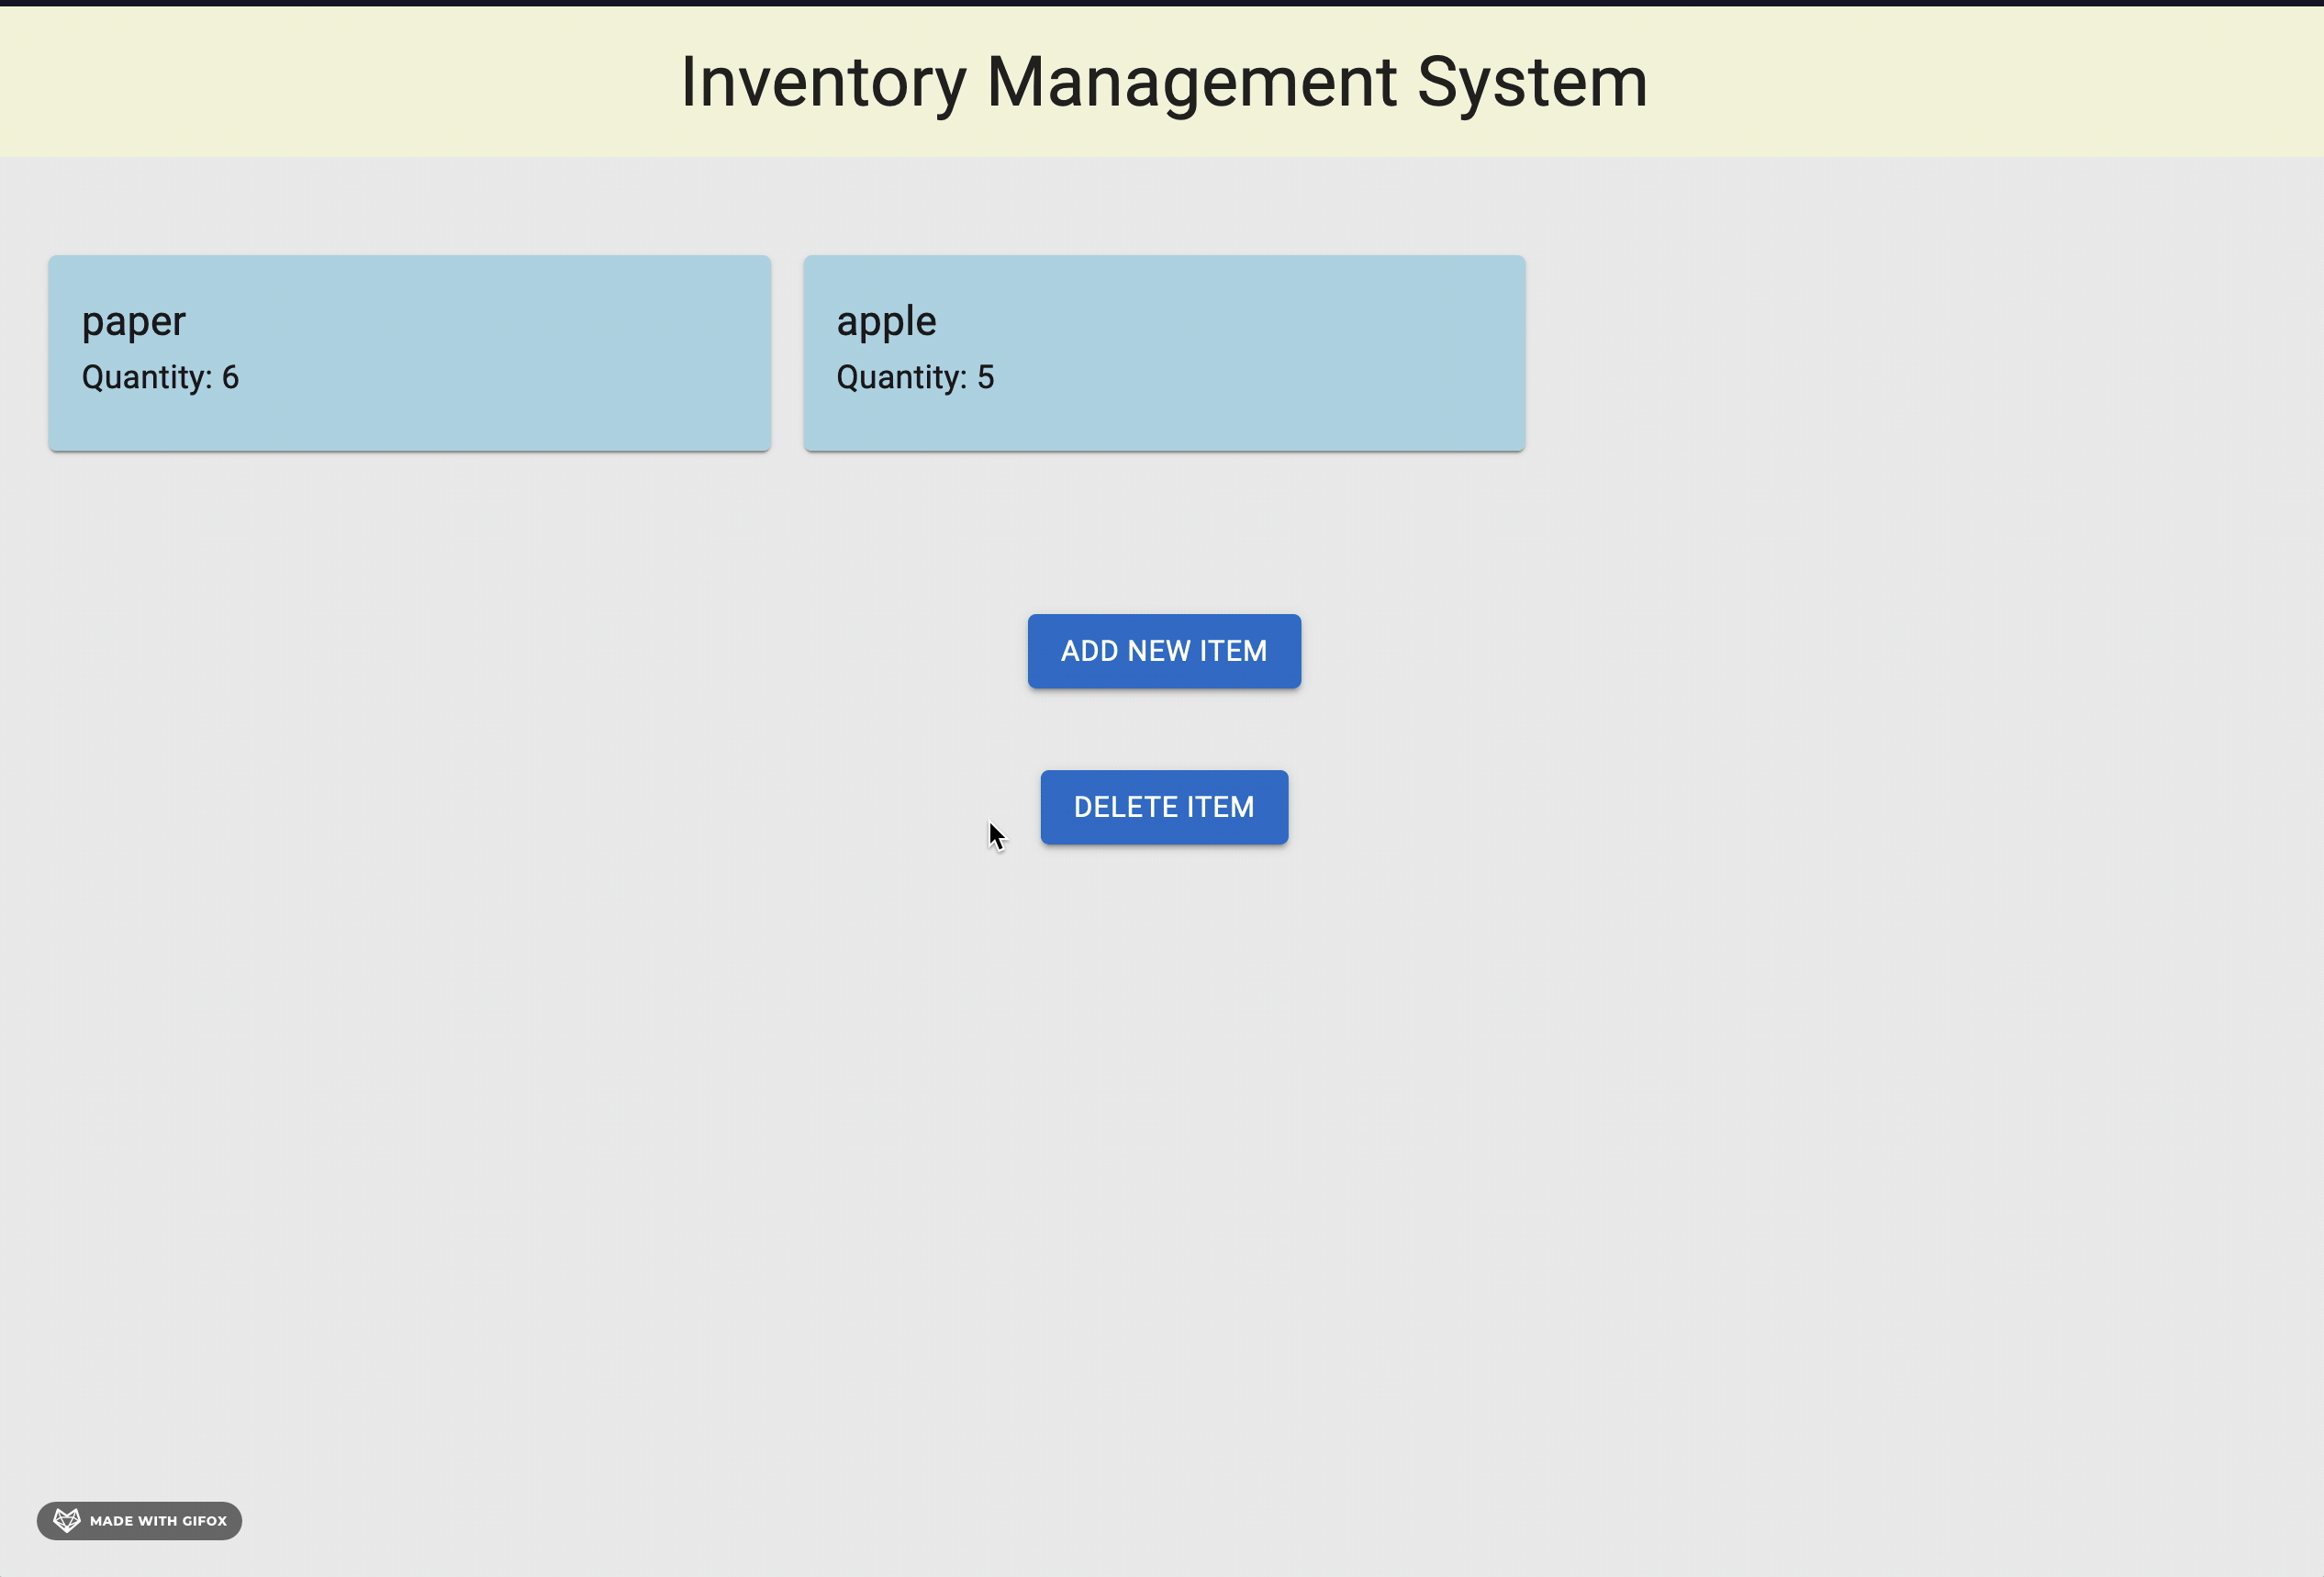 Inventory Management System
paper
Quantity: 6
apple
Quantity: 5
ADD NEW ITEM
DELETE ITEM
MADE WITH GIFOX